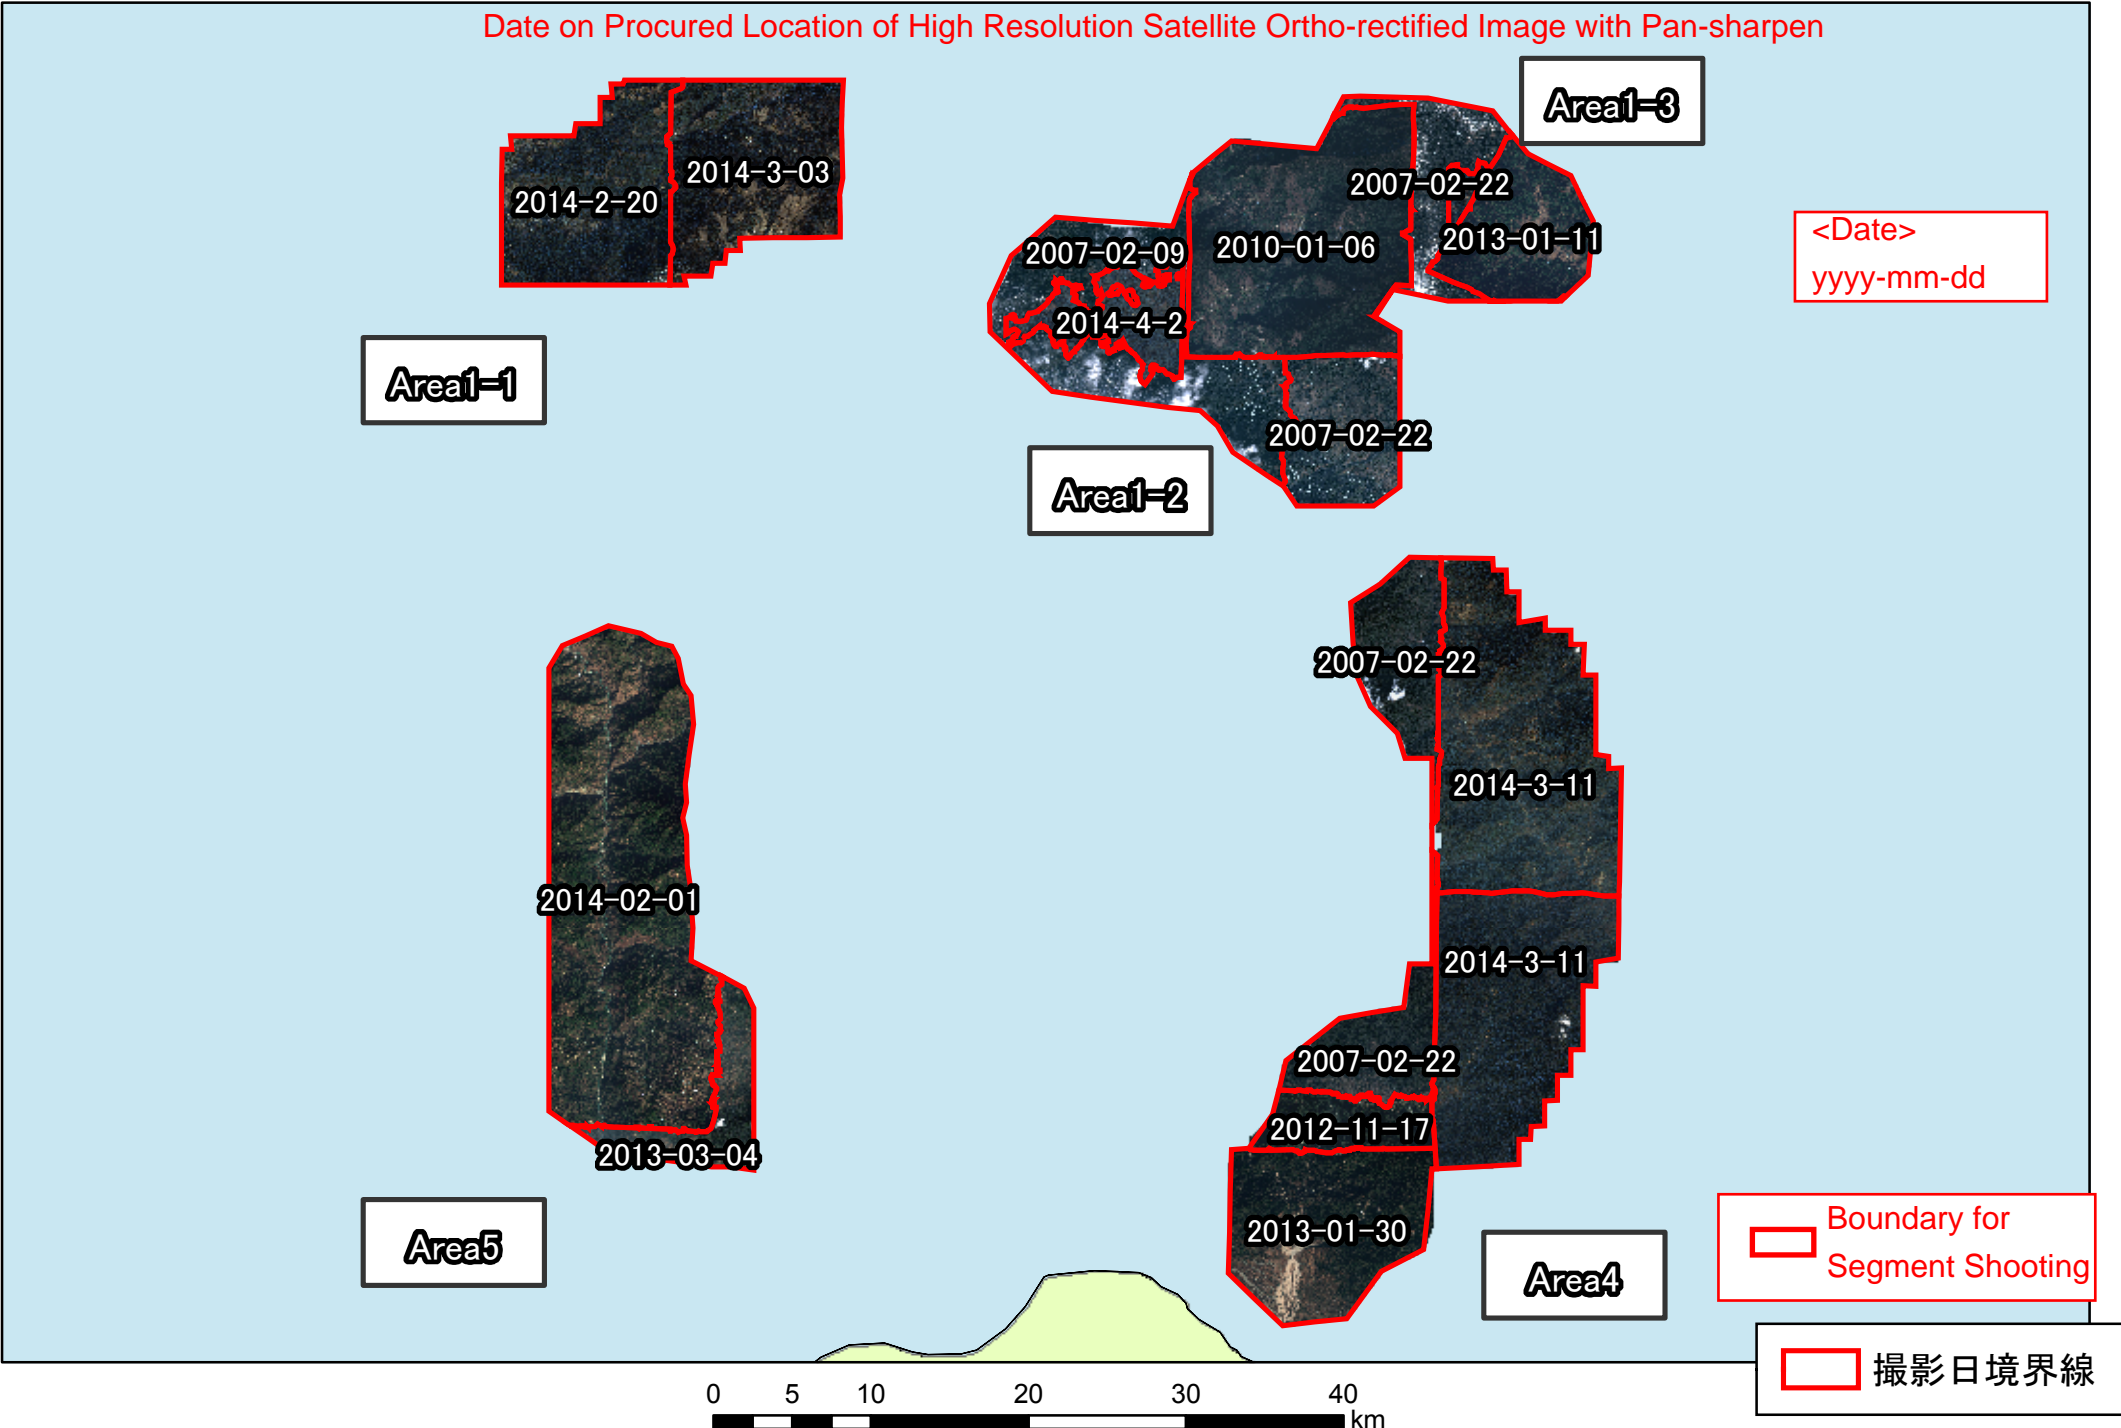 Date on Procured Location of High Resolution Satellite Ortho-rectified Image with Pan-sharpen
Area1-3
2014-3-03
2014-2-20
2007-02-22
2013-01-11
2010-01-06
2007-02-09
2014-4-2
<Date>
yyyy-mm-dd
Area1-1
2007-02-22
Area1-2
2007-02-22
2014-3-11
2014-02-01
2014-3-11
2007-02-22
2012-11-17
2013-03-04
2013-01-30
Area5
Area4
Boundary for
Segment Shooting
撮影日境界線
0 5 10 20 30 40
km